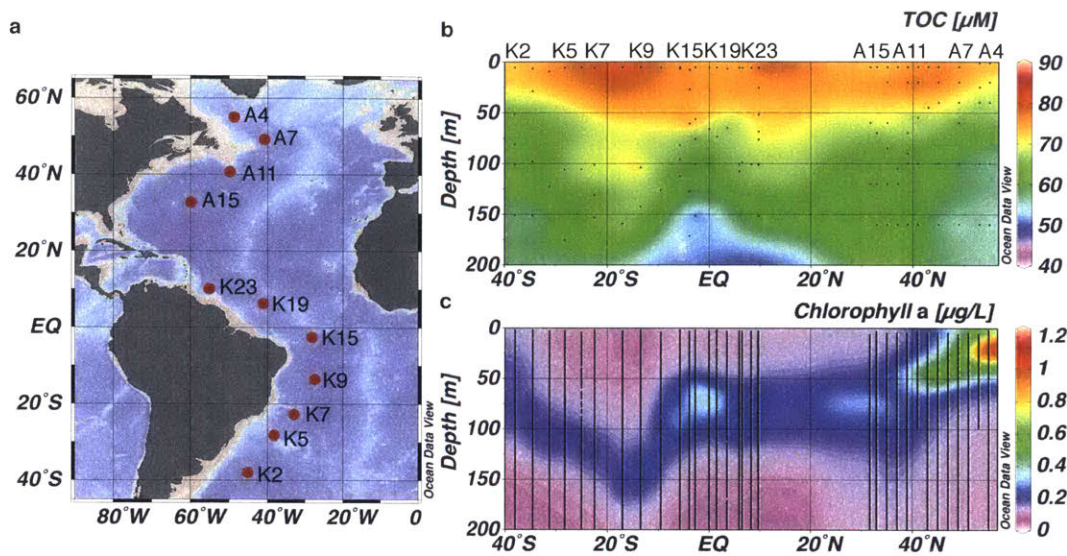 a
60˚N
40˚N
20˚N
EQ
20˚S
40˚S
80˚W 60˚W 40˚W 20˚W 0
A4
A7
A11
A15
K23
K19
K15
K9
K7
K5
K2
Ocean Data View
b
TOC [µM]
K2 K5 K7 K9 K15 K19 K23 A15 A11 A7 A4
Depth [m]
0
50
100
150
200
40˚S 20˚S EQ 20˚N 40˚N
Ocean Data View
90
80
70
60
50
40
c
Chlorophyll a [µg/L]
Depth [m]
0
50
100
150
200
40˚S 20˚S EQ 20˚N 40˚N
Ocean Data View
1.2
1
0.8
0.6
0.4
0.2
0